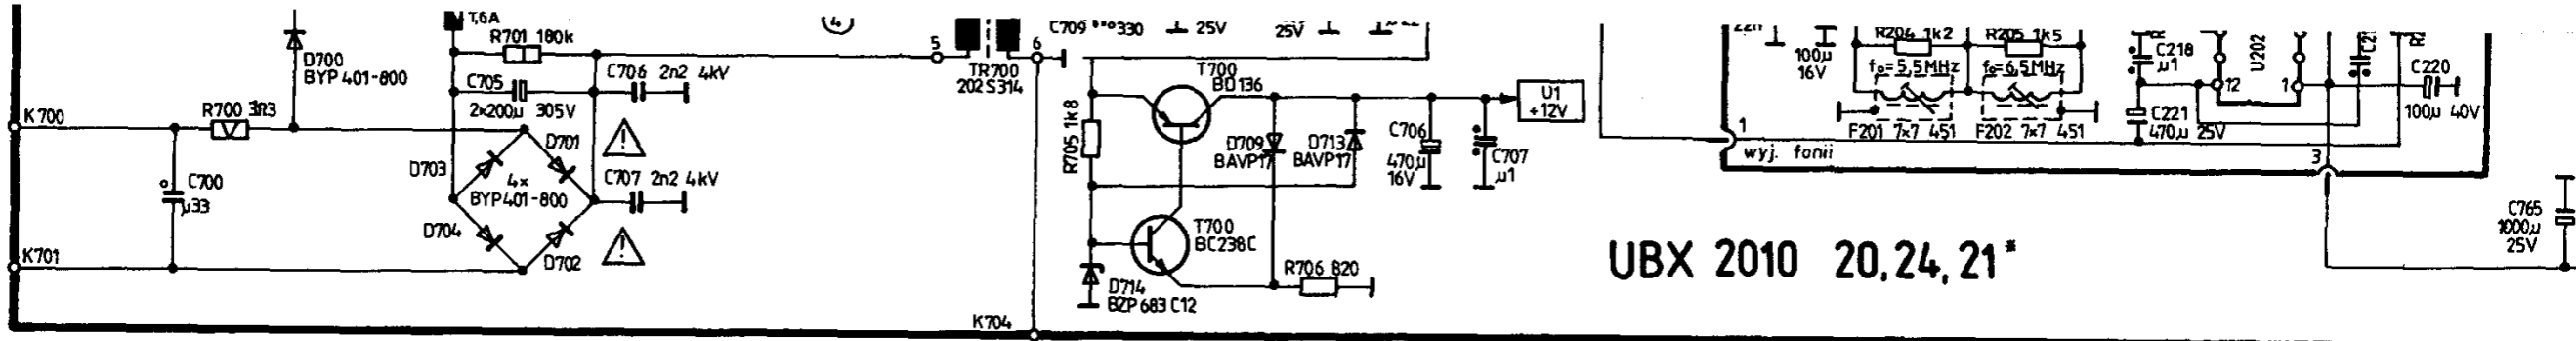 T,6A
R701 180k
D700
BYP 401-800
C705
2×200µ 305V
C706 2n2 4kV
K700
R700 3Ω3
D701
D703
4×
BYP401-800
C707 2n2 4kV
C700
µ33
D704
D702
K701
4
5
6
TR700
202S314
C709 330
25V
25V
T700
BD136
R705 1k8
D709
BAVP17
D713
BAVP17
C706
470µ
16V
C707
µ1
U1
+12V
T700
BC238C
D714
BZP683 C12
R706 820
K704
22n
100µ
16V
R204 1k2
R205 1k5
f₀=5,5MHz
f₀=6,5MHz
F201 7×7 451
F202 7×7 451
C218
µ1
C221
470µ 25V
12
U202
1
C220
100µ 40V
1
wyj. fonii
3
C765
1000µ
25V
UBX 2010 20,24,21*